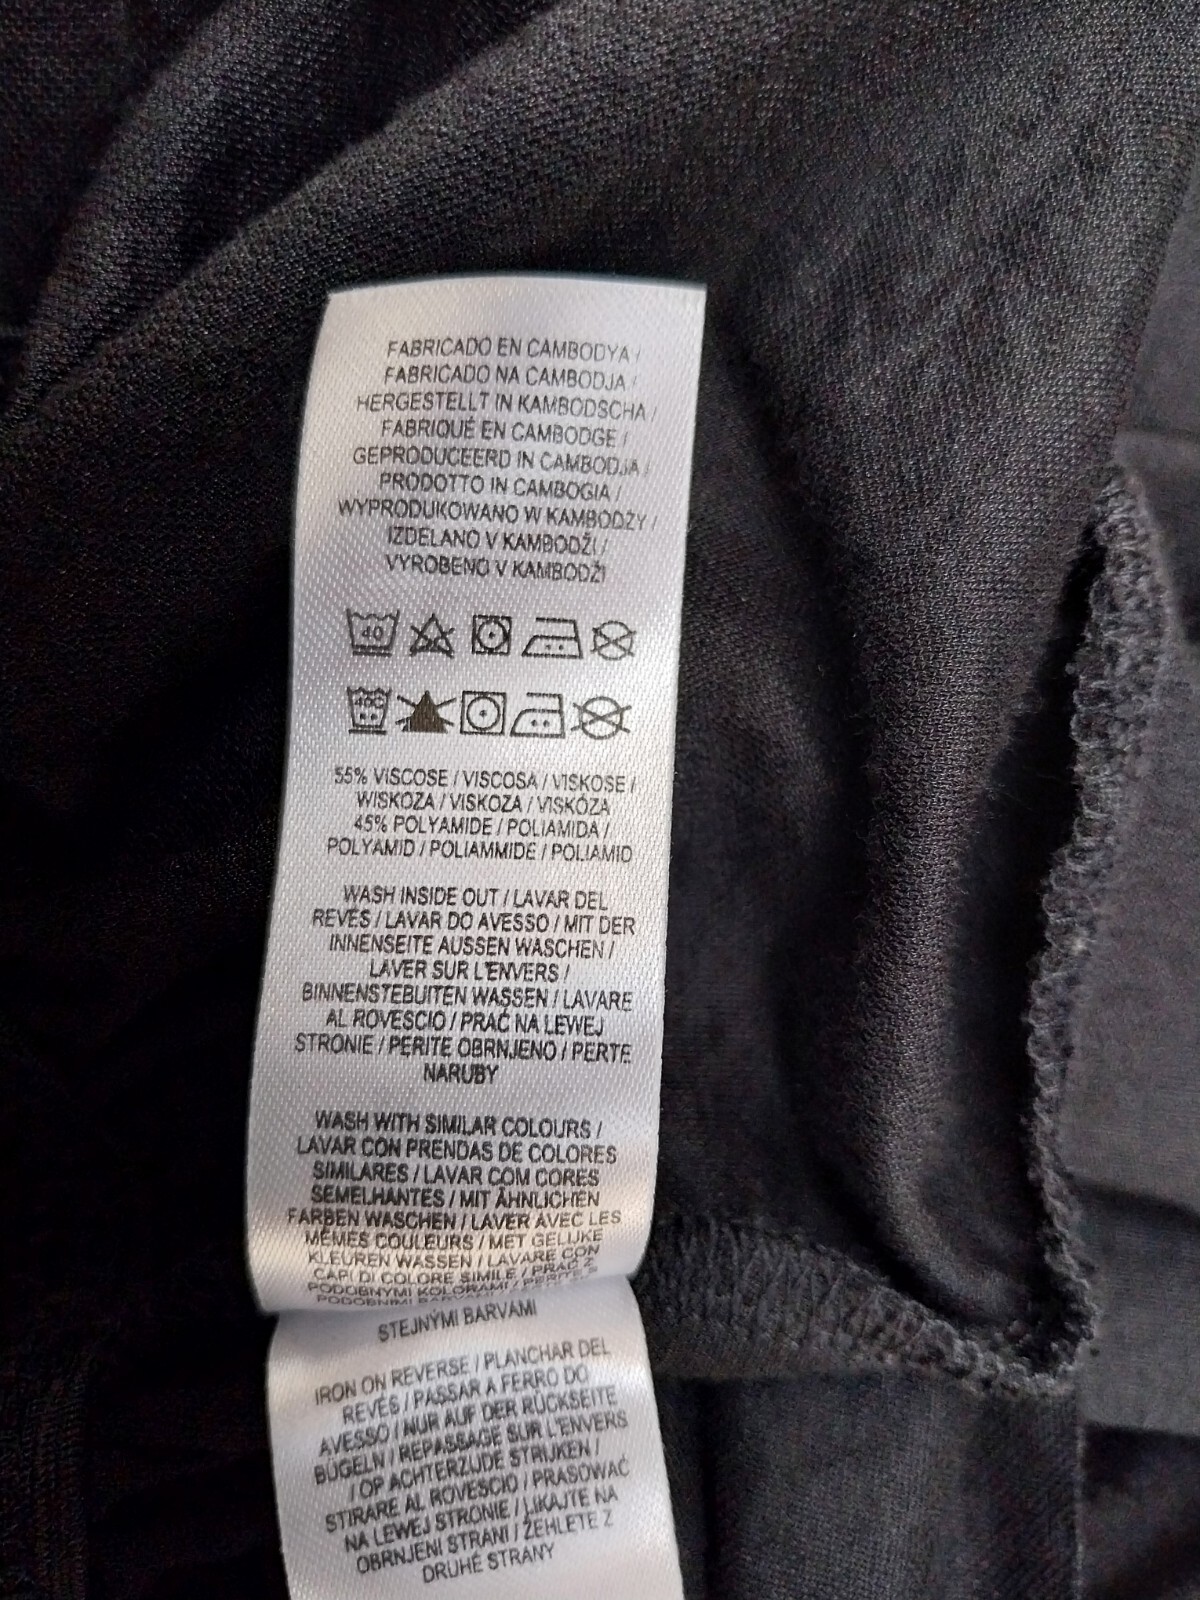 FABRICADO EN CAMBODYA /
FABRICADO NA CAMBODJA /
HERGESTELLT IN KAMBODSCHA /
FABRIQUÉ EN CAMBODGE /
GEPRODUCEERD IN CAMBODJA /
PRODOTTO IN CAMBOGIA /
WYPRODUKOWANO W KAMBODŻY /
IZDELANO V KAMBODŽI /
VYROBENO V KAMBODŽI
40
40C
55% VISCOSE / VISCOSA / VISKOSE /
WISKOZA / VISKOZA / VISKÓZA
45% POLYAMIDE / POLIAMIDA /
POLYAMID / POLIAMMIDE / POLIAMID
WASH INSIDE OUT / LAVAR DEL
REVÉS / LAVAR DO AVESSO / MIT DER
INNENSEITE AUSSEN WASCHEN /
LAVER SUR L'ENVERS /
BINNENSTEBUITEN WASSEN / LAVARE
AL ROVESCIO / PRAĆ NA LEWEJ
STRONIE / PERITE OBRNJENO / PERTE
NARUBY
WASH WITH SIMILAR COLOURS /
LAVAR CON PRENDAS DE COLORES
SIMILARES / LAVAR COM CORES
SEMELHANTES / MIT ÄHNLICHEN
FARBEN WASCHEN / LAVER AVEC LES
MÊMES COULEURS / MET GELIJKE
KLEUREN WASSEN / LAVARE CON
CAPI DI COLORE SIMILE / PRAĆ Z
PODOBNYMI KOLORAMI / PERITE S
PODOBNIMI
STEJNÝMI BARVAMI
IRON ON REVERSE / PLANCHAR DEL
REVÉS / PASSAR A FERRO DO
AVESSO / NUR AUF DER RÜCKSEITE
BÜGELN / REPASSAGE SUR L'ENVERS
/ OP ACHTERZIJDE STRIJKEN /
STIRARE AL ROVESCIO / PRASOWAĆ
NA LEWEJ STRONIE / LIKAJTE NA
OBRNJENI STRANI / ŽEHLETE Z
DRUHÉ STRANY